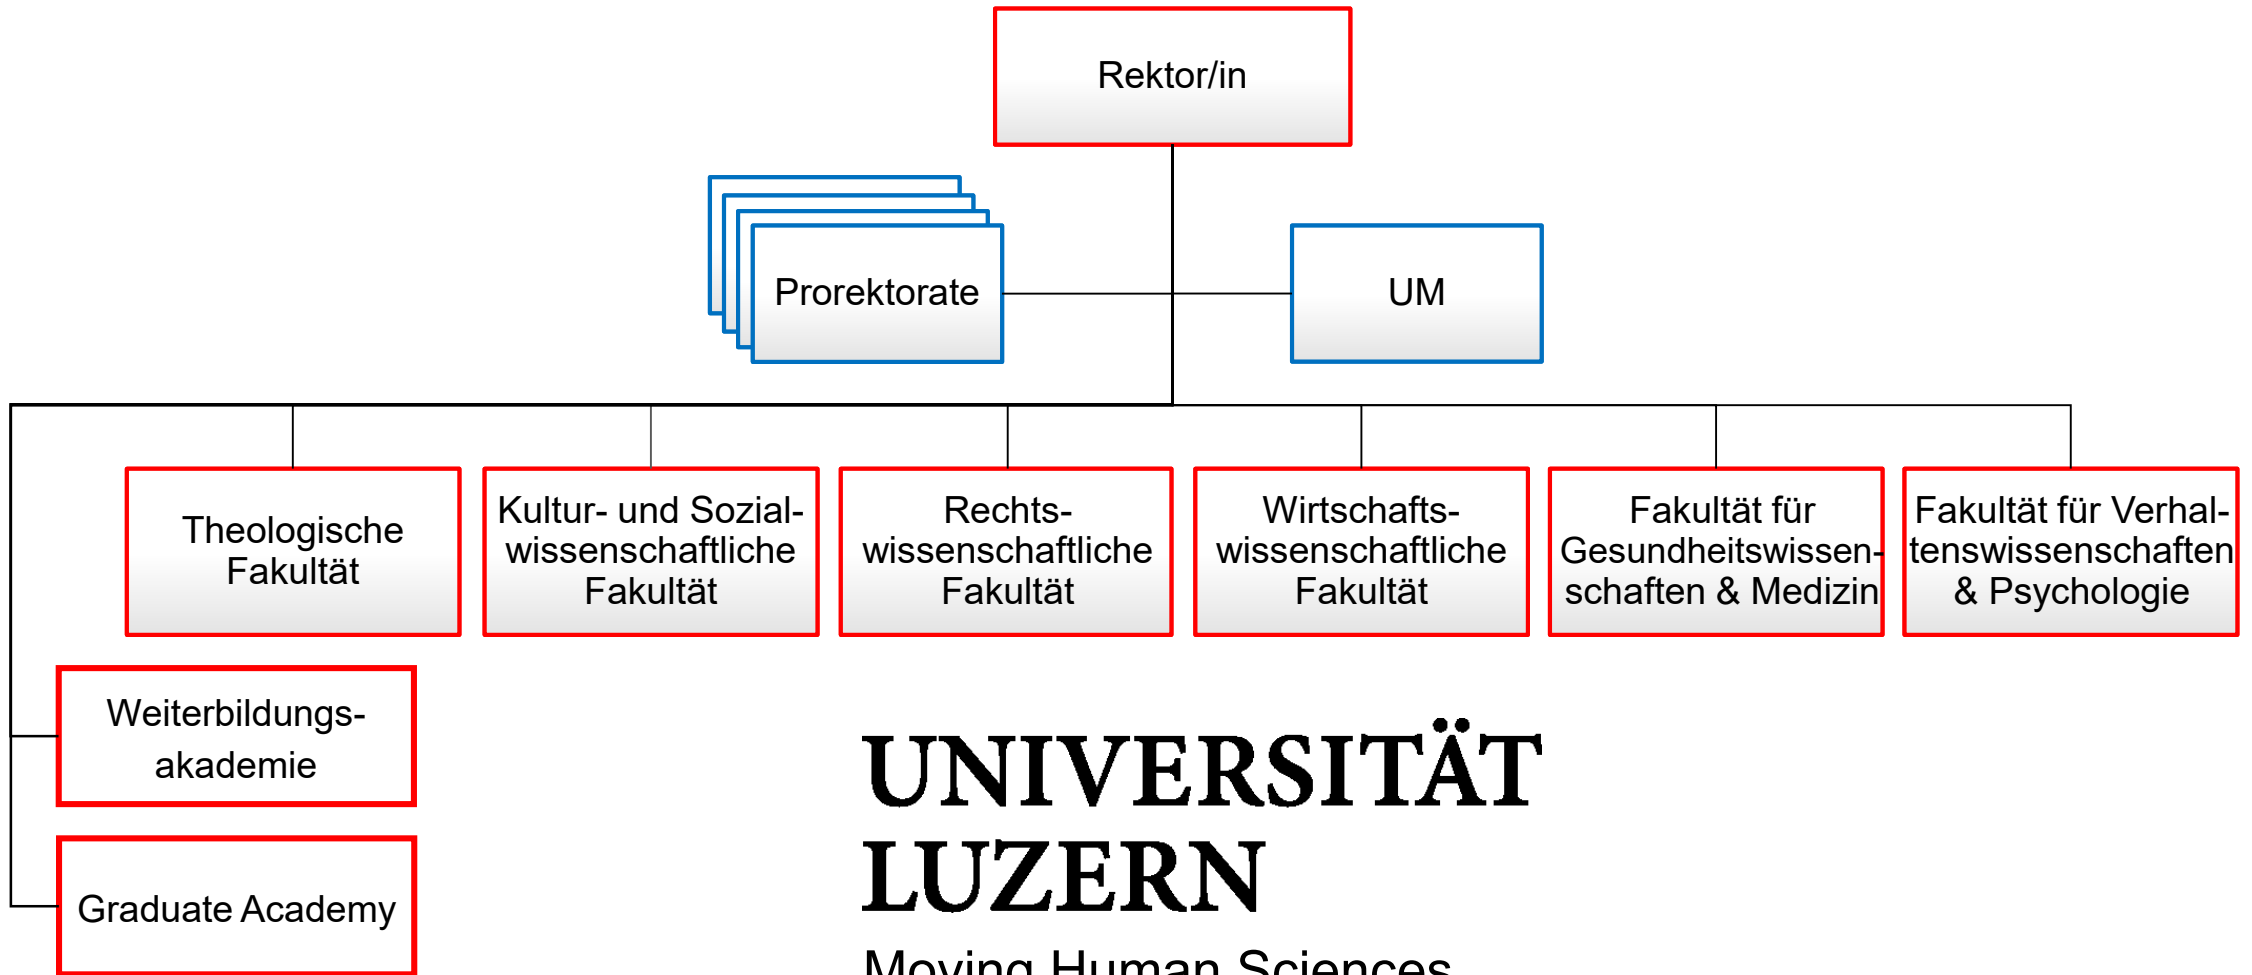 Rektor/in
Prorektorate
UM
Theologische
Fakultät
Kultur- und Sozial-
wissenschaftliche
Fakultät
Rechts-
wissenschaftliche
Fakultät
Wirtschafts-
wissenschaftliche
Fakultät
Fakultät für
Gesundheitswissen-
schaften & Medizin
Fakultät für Verhal-
tenswissenschaften
& Psychologie
Weiterbildungs-
akademie
Graduate Academy
UNIVERSITÄT
LUZERN
Moving Human Sciences